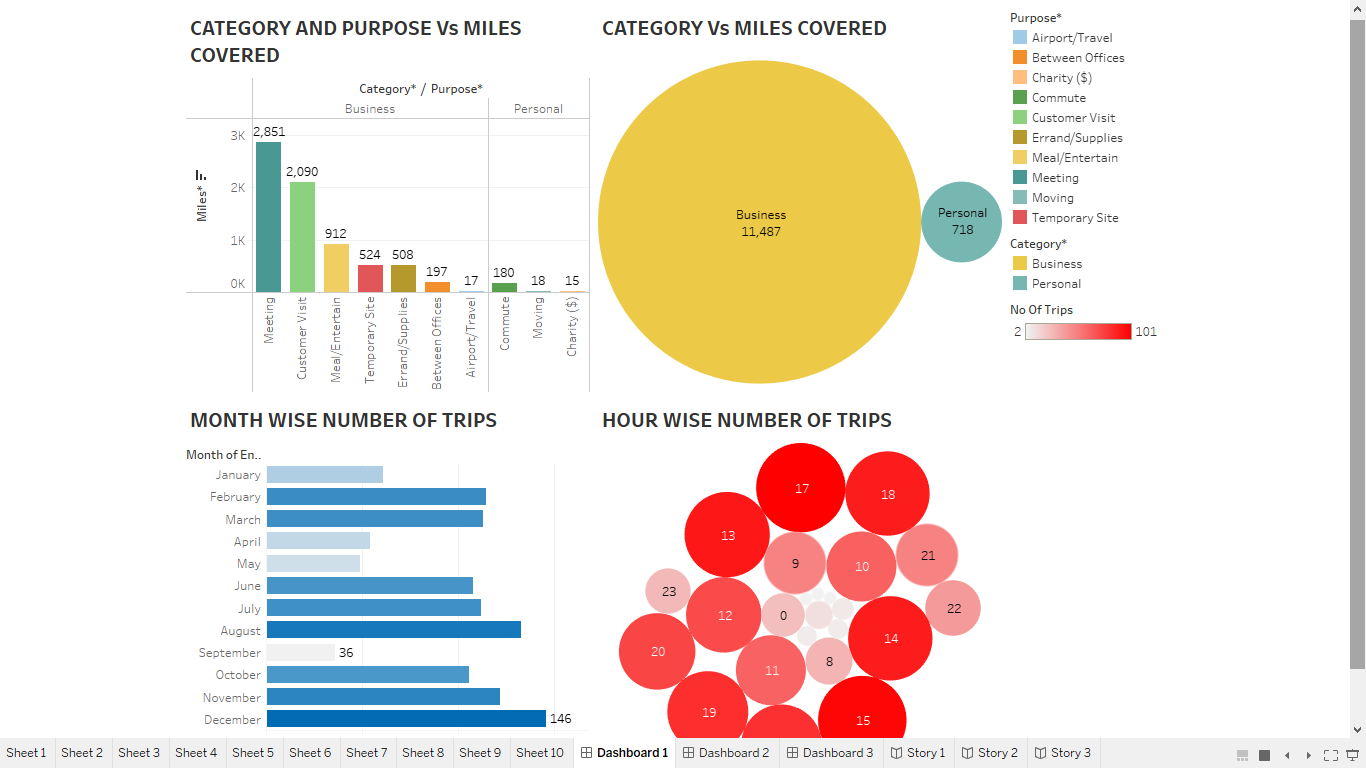 CATEGORY AND PURPOSE Vs MILES
COVERED
Category* / Purpose*
Business
Personal
3K
2K
1K
0K
Miles*
2,851
2,090
912
524
508
197
17
180
18
15
Meeting
Customer Visit
Meal/Entertain
Temporary Site
Errand/Supplies
Between Offices
Airport/Travel
Commute
Moving
Charity ($)
CATEGORY Vs MILES COVERED
Business
11,487
Personal
718
Purpose*
Airport/Travel
Between Offices
Charity ($)
Commute
Customer Visit
Errand/Supplies
Meal/Entertain
Meeting
Moving
Temporary Site
Category*
Business
Personal
No Of Trips
2 101
MONTH WISE NUMBER OF TRIPS
Month of En..
January
February
March
April
May
June
July
August
September 36
October
November
December 146
HOUR WISE NUMBER OF TRIPS
17
18
13
9
10
21
23
12
0
22
14
20
11
8
19
15
Sheet 1 Sheet 2 Sheet 3 Sheet 4 Sheet 5 Sheet 6 Sheet 7 Sheet 8 Sheet 9 Sheet 10 Dashboard 1 Dashboard 2 Dashboard 3 Story 1 Story 2 Story 3